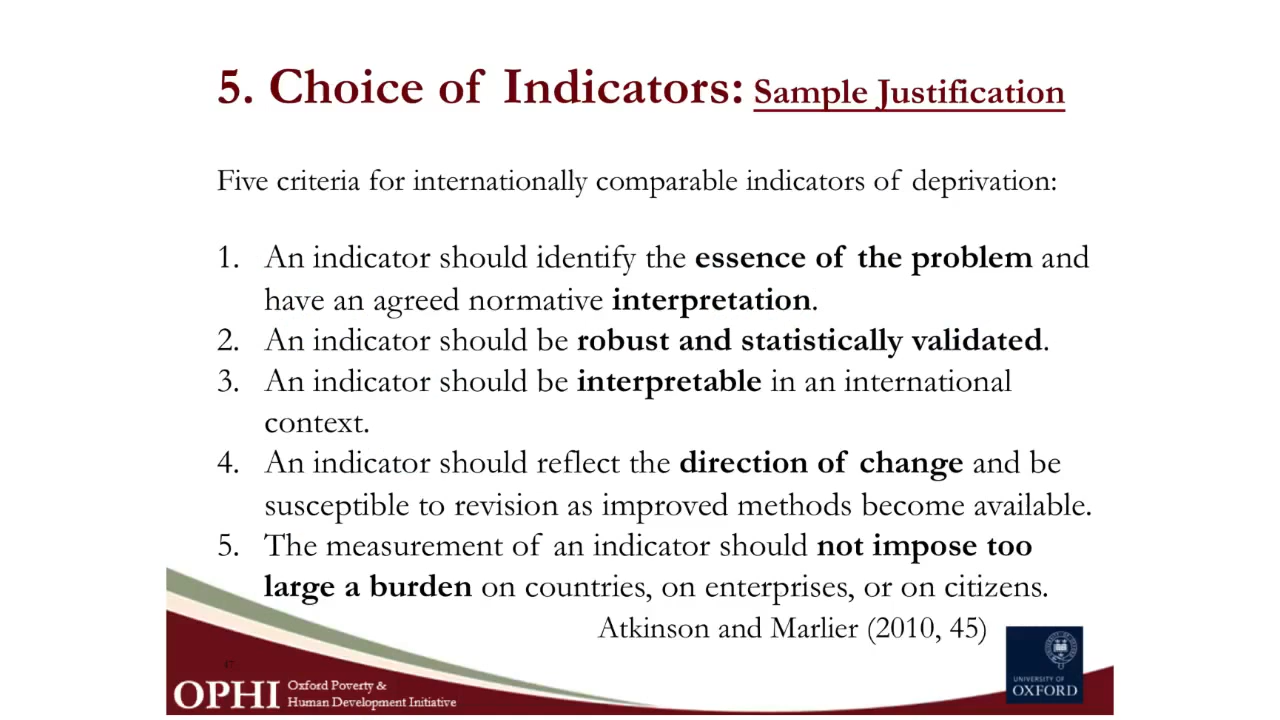 5. Choice of Indicators: Sample Justification
Five criteria for internationally comparable indicators of deprivation:
1. An indicator should identify the essence of the problem and
have an agreed normative interpretation.
2. An indicator should be robust and statistically validated.
3. An indicator should be interpretable in an international
context.
4. An indicator should reflect the direction of change and be
susceptible to revision as improved methods become available.
5. The measurement of an indicator should not impose too
large a burden on countries, on enterprises, or on citizens.
Atkinson and Marlier (2010, 45)
47
OPHI Oxford Poverty &
Human Development Initiative
UNIVERSITY OF
OXFORD